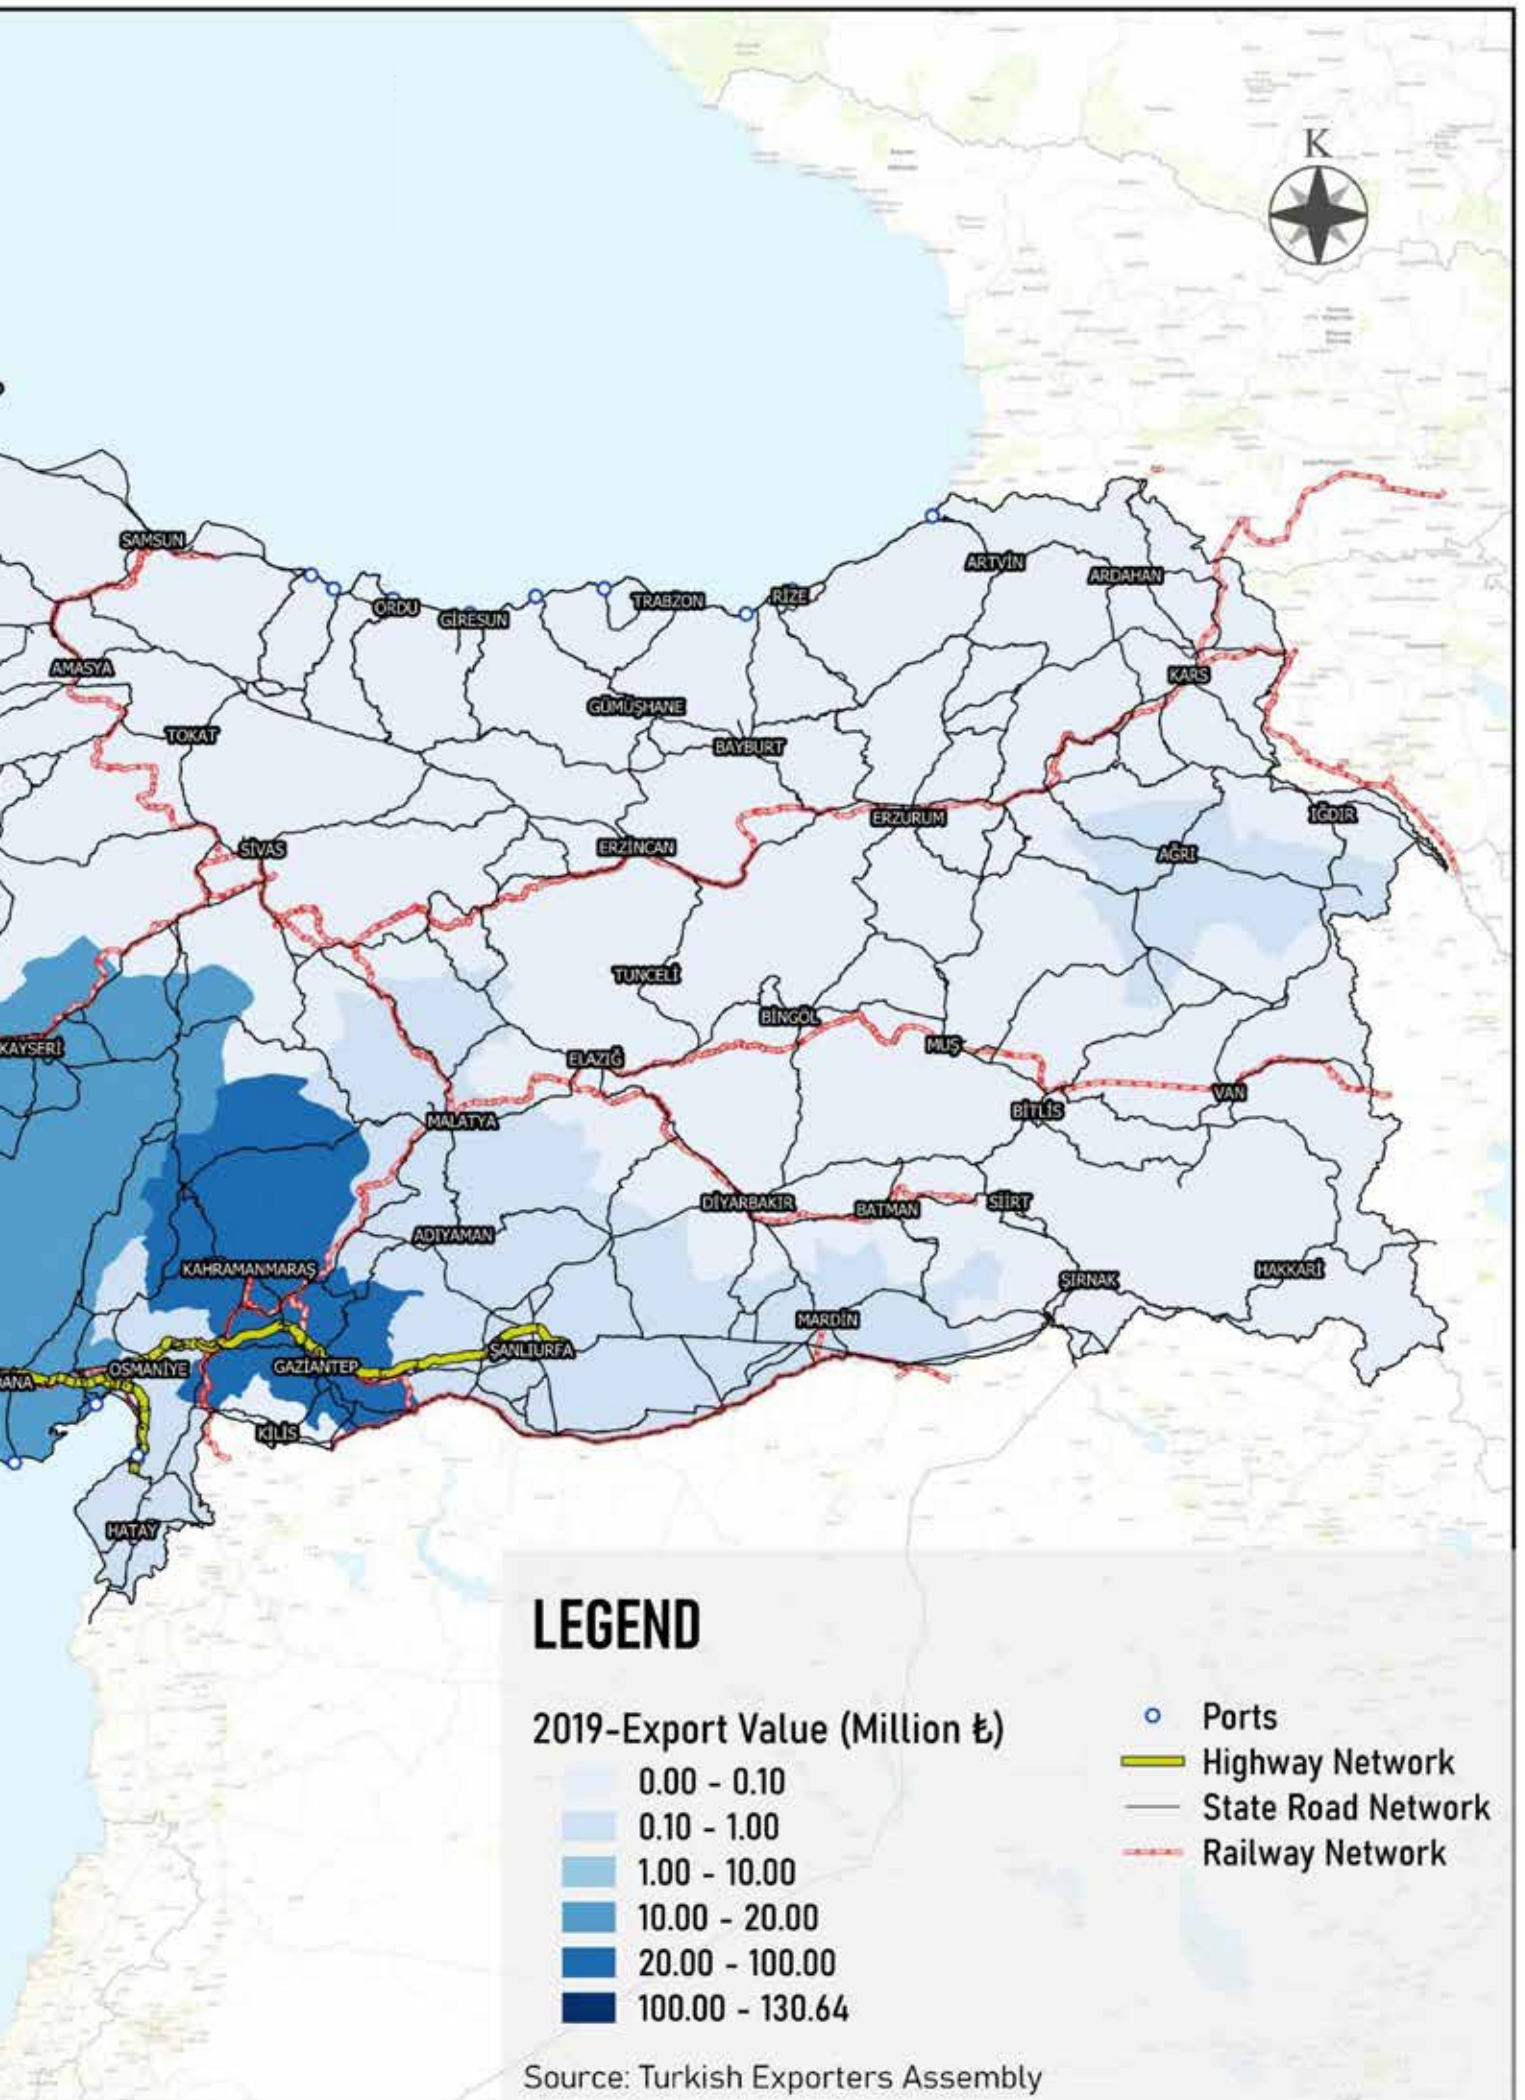 K
SAMSUN
ORDU
GİRESUN
TRABZON
RİZE
ARTVİN
ARDAHAN
AMASYA
KARS
TOKAT
GÜMÜŞHANE
BAYBURT
SİVAS
ERZİNCAN
ERZURUM
IĞDIR
AĞRI
TUNCELİ
BİNGÖL
KAYSERİ
ELAZIĞ
MUŞ
VAN
MALATYA
BİTLİS
DİYARBAKIR
BATMAN
SİİRT
ADIYAMAN
KAHRAMANMARAŞ
ŞIRNAK
HAKKARİ
MARDİN
ŞANLIURFA
GAZİANTEP
OSMANİYE
ANA
KİLİS
HATAY
LEGEND
2019-Export Value (Million ₺)
0.00 - 0.10
0.10 - 1.00
1.00 - 10.00
10.00 - 20.00
20.00 - 100.00
100.00 - 130.64
Ports
Highway Network
State Road Network
Railway Network
Source: Turkish Exporters Assembly